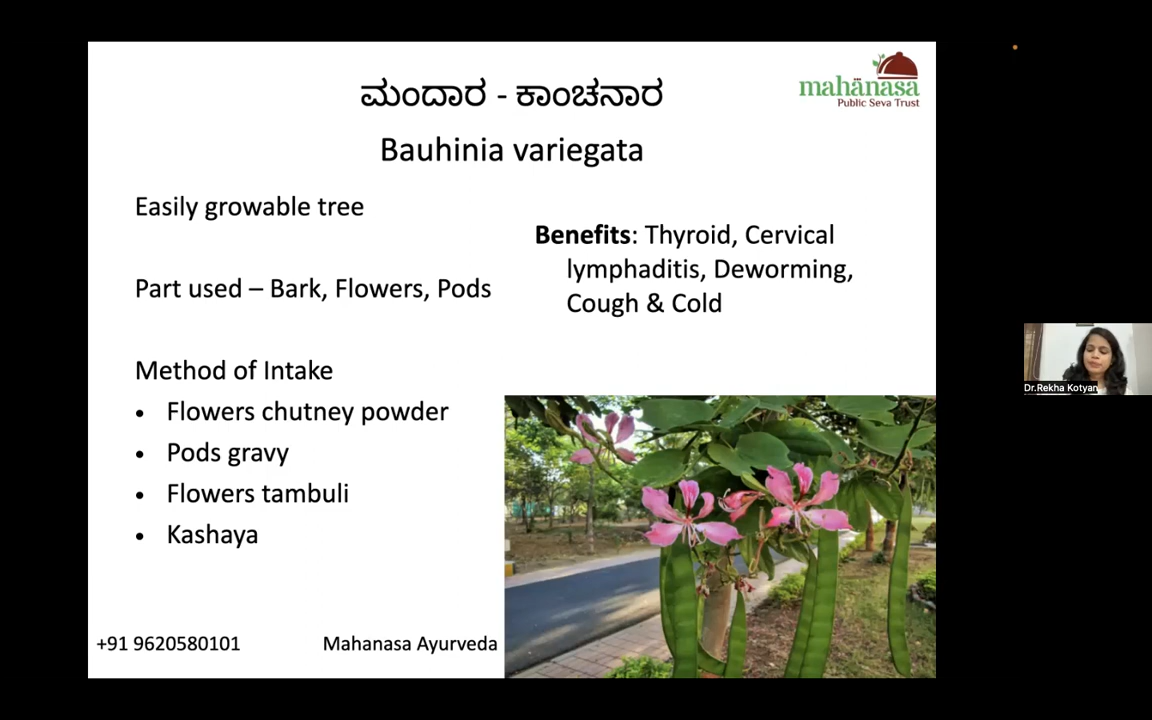 ಮಂದಾರ - ಕಾಂಚನಾರ
mahänasa
Public Seva Trust
Bauhinia variegata
Easily growable tree
Part used – Bark, Flowers, Pods
Method of Intake
• Flowers chutney powder
• Pods gravy
• Flowers tambuli
• Kashaya
Benefits: Thyroid, Cervical
lymphaditis, Deworming,
Cough & Cold
+91 9620580101
Mahanasa Ayurveda
Dr.Rekha Kotyan